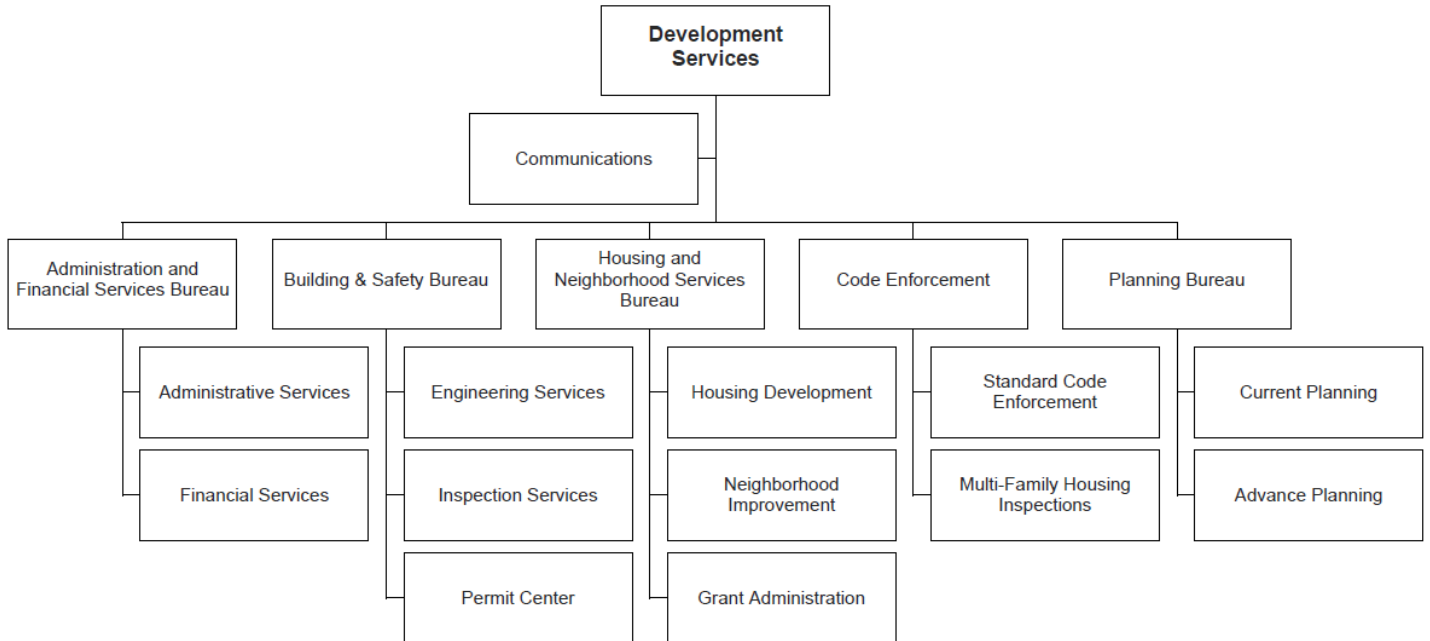 Development
Services
Communications
Administration and
Financial Services Bureau
Building & Safety Bureau
Housing and
Neighborhood Services
Bureau
Code Enforcement
Planning Bureau
Administrative Services
Engineering Services
Housing Development
Standard Code
Enforcement
Current Planning
Financial Services
Inspection Services
Neighborhood
Improvement
Multi-Family Housing
Inspections
Advance Planning
Permit Center
Grant Administration